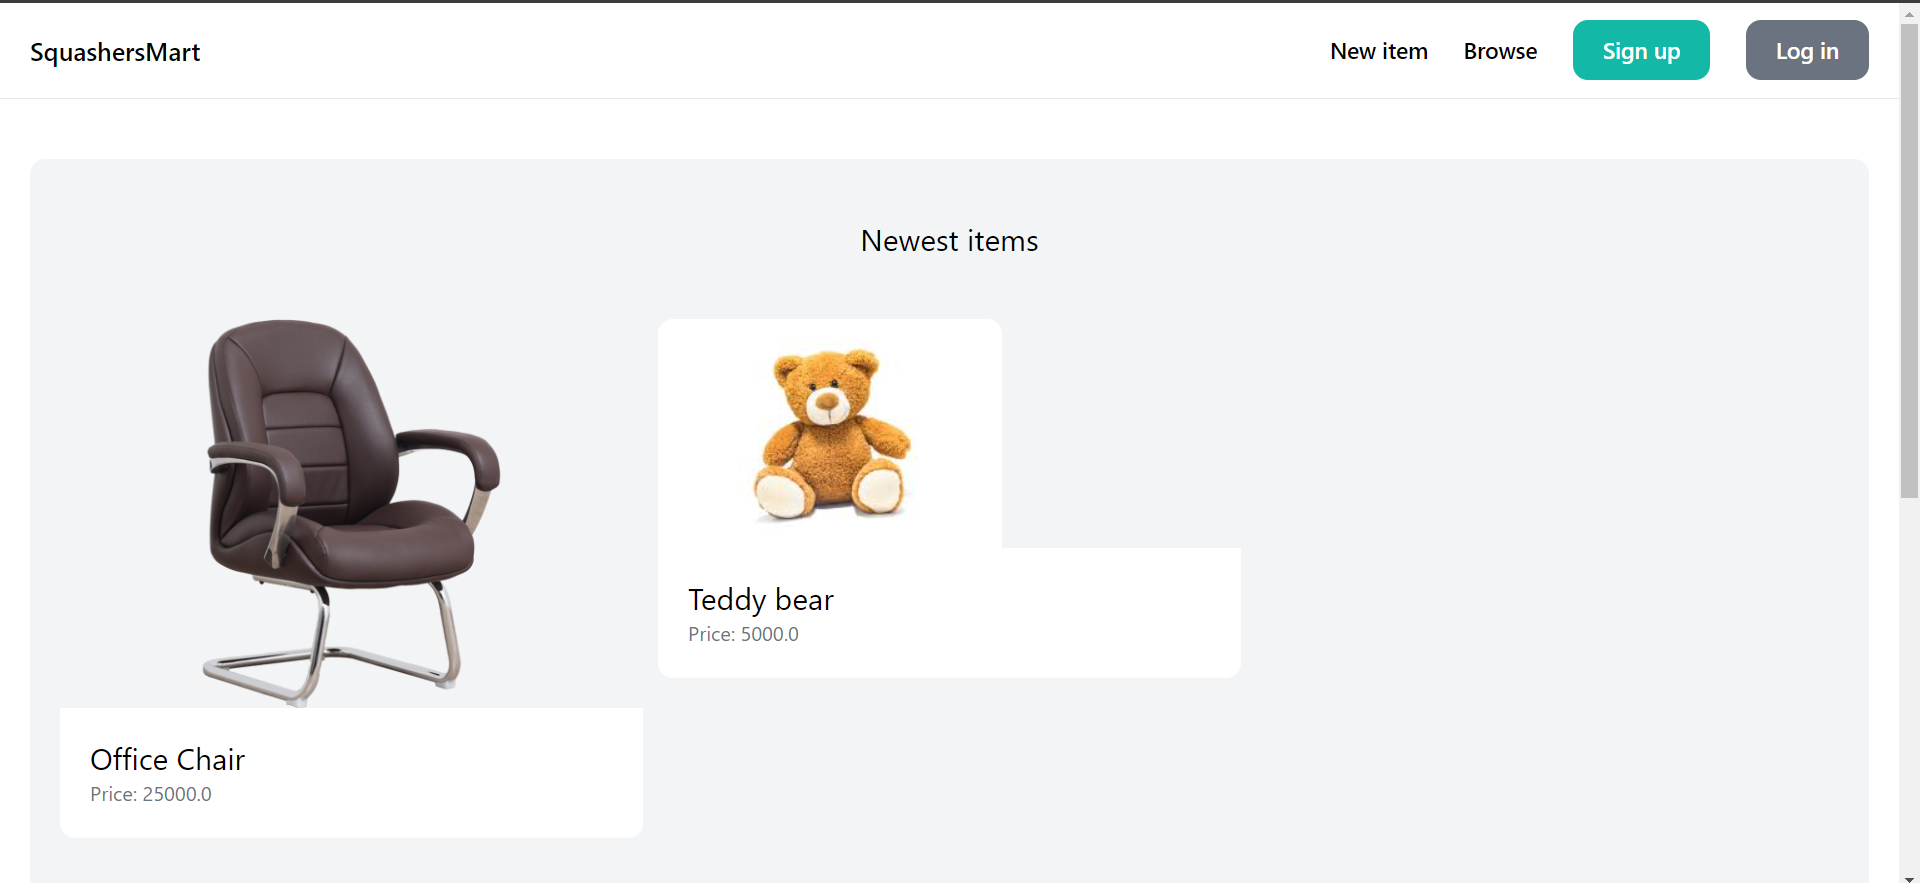 SquashersMart
New item
Browse
Sign up
Log in
Newest items
Teddy bear
Price: 5000.0
Office Chair
Price: 25000.0